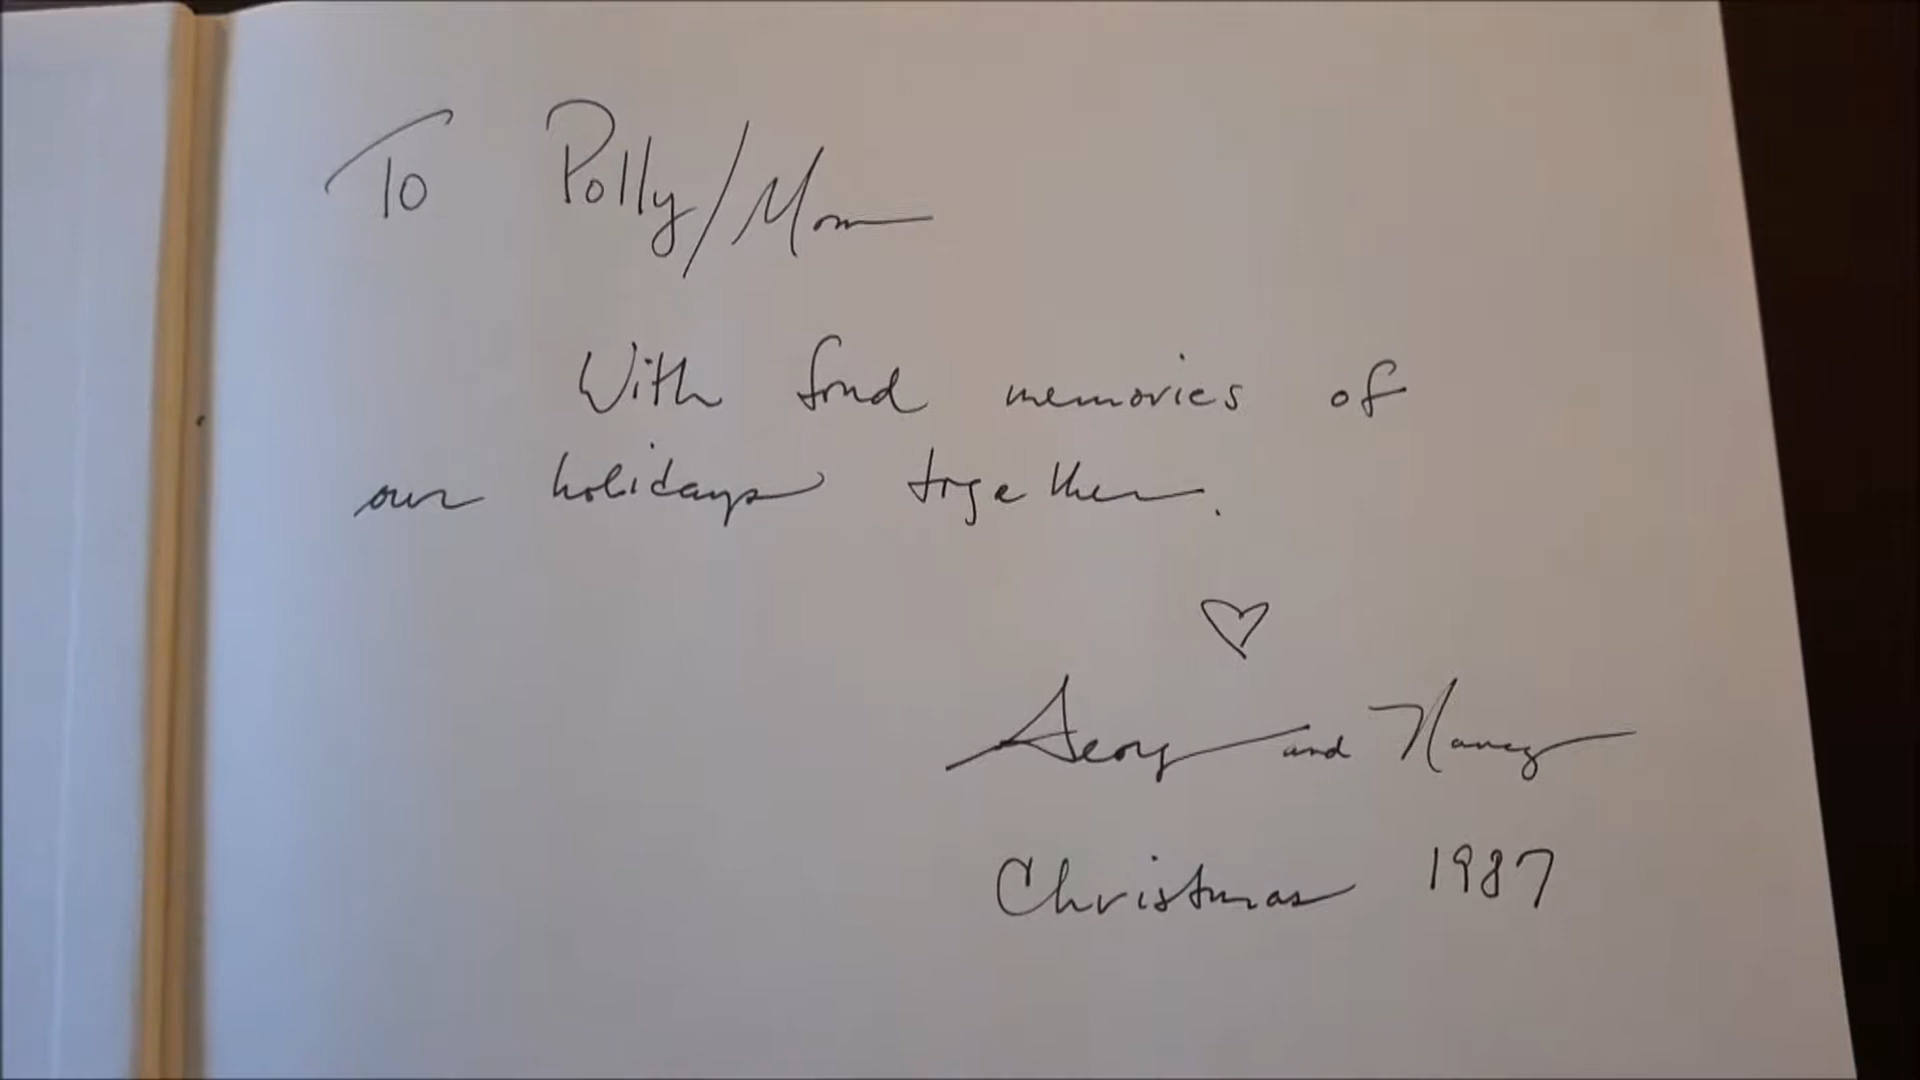 To Polly/Mom
With fond memories of
our holidays together.
George and Nancy
Christmas 1987